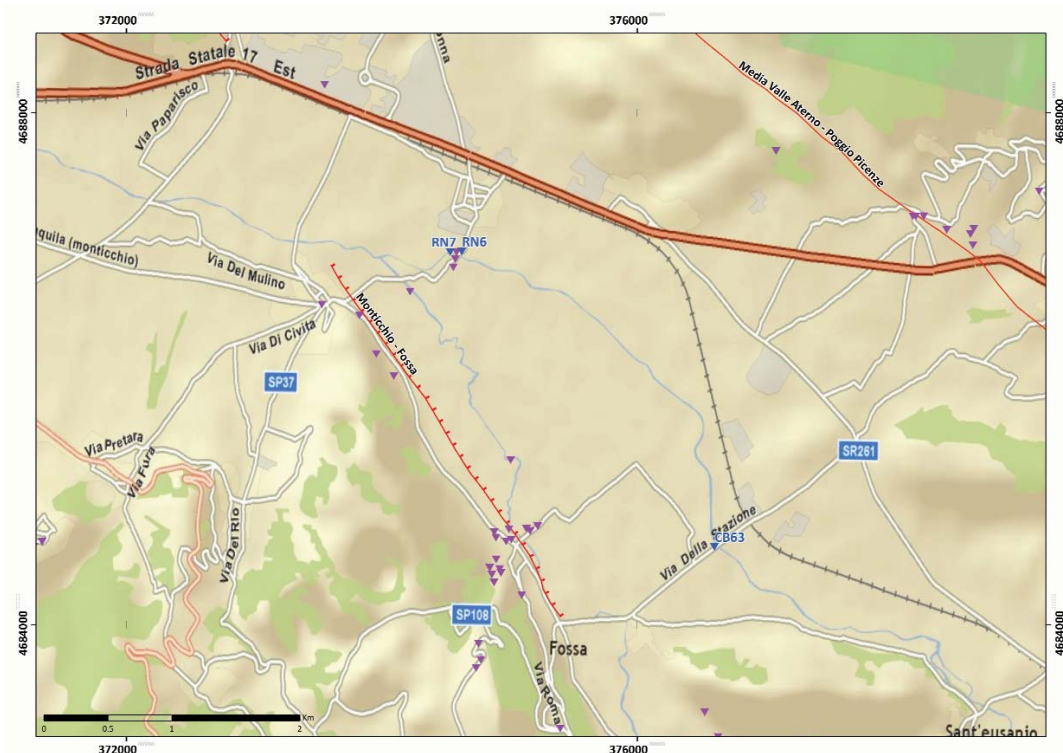 372000
376000
4688000
4688000
Strada Statale 17 Est
onna
Via Paparisco
Media Valle Aterno - Poggio Picenze
RN7 RN6
quila (monticchio)
Via Del Mulino
Monticchio - Fossa
Via Di Civita
SP37
Via Pretara
Via Fura
Via Del Rio
SR261
Via Della Stazione
CB63
SP108
Fossa
Via Roma
Sant'eusanio
4684000
4684000
Km
0 0.5 1 2
372000
376000